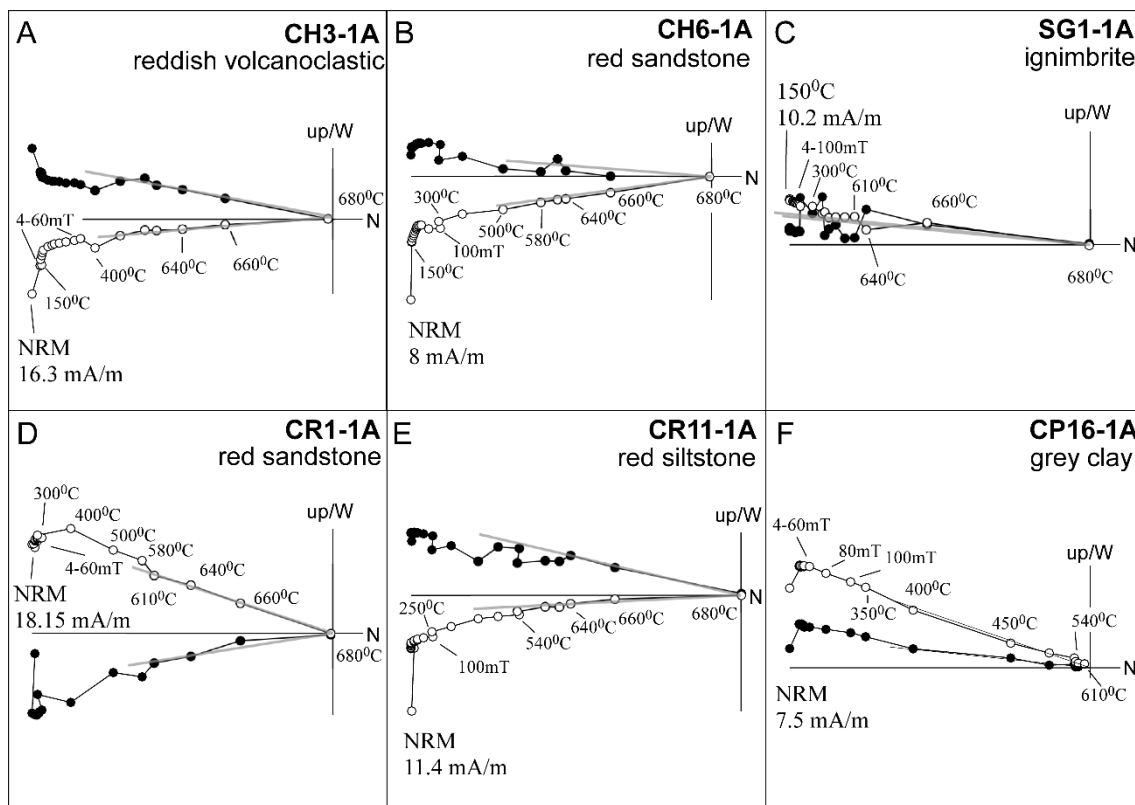 A
CH3-1A
reddish volcanoclastic
up/W
N
680⁰C
4-60mT
400⁰C
640⁰C
660⁰C
150⁰C
NRM
16.3 mA/m
B
CH6-1A
red sandstone
up/W
N
300⁰C
660⁰C
680⁰C
500⁰C
640⁰C
100mT
580⁰C
150⁰C
NRM
8 mA/m
C
SG1-1A
ignimbrite
150⁰C
10.2 mA/m
up/W
4-100mT
300⁰C
610⁰C
660⁰C
N
640⁰C
680⁰C
D
CR1-1A
red sandstone
300⁰C
400⁰C
up/W
500⁰C
580⁰C
4-60mT
640⁰C
NRM
610⁰C
660⁰C
18.15 mA/m
N
680⁰C
E
CR11-1A
red siltstone
up/W
N
250⁰C
660⁰C
680⁰C
640⁰C
540⁰C
100mT
NRM
11.4 mA/m
F
CP16-1A
grey clay
4-60mT
up/W
80mT
100mT
400⁰C
350⁰C
450⁰C
540⁰C
N
NRM
610⁰C
7.5 mA/m